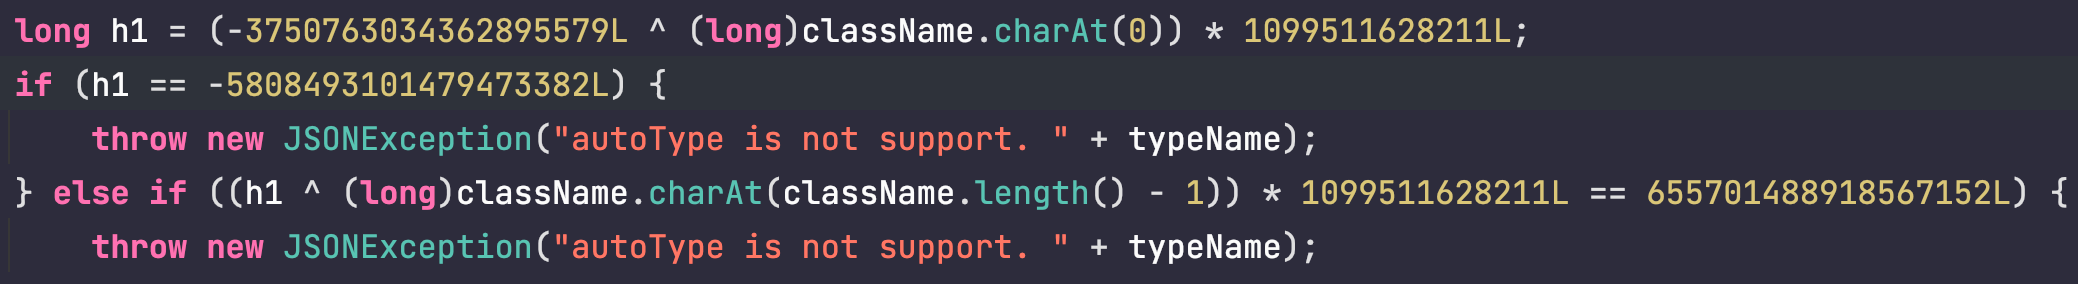 long h1 = (-3750763034362895579L ^ (long)className.charAt(0)) * 1099511628211L;
if (h1 == -5808493101479473382L) {
    throw new JSONException("autoType is not support. " + typeName);
} else if ((h1 ^ (long)className.charAt(className.length() - 1)) * 1099511628211L == 655701488918567152L) {
    throw new JSONException("autoType is not support. " + typeName);